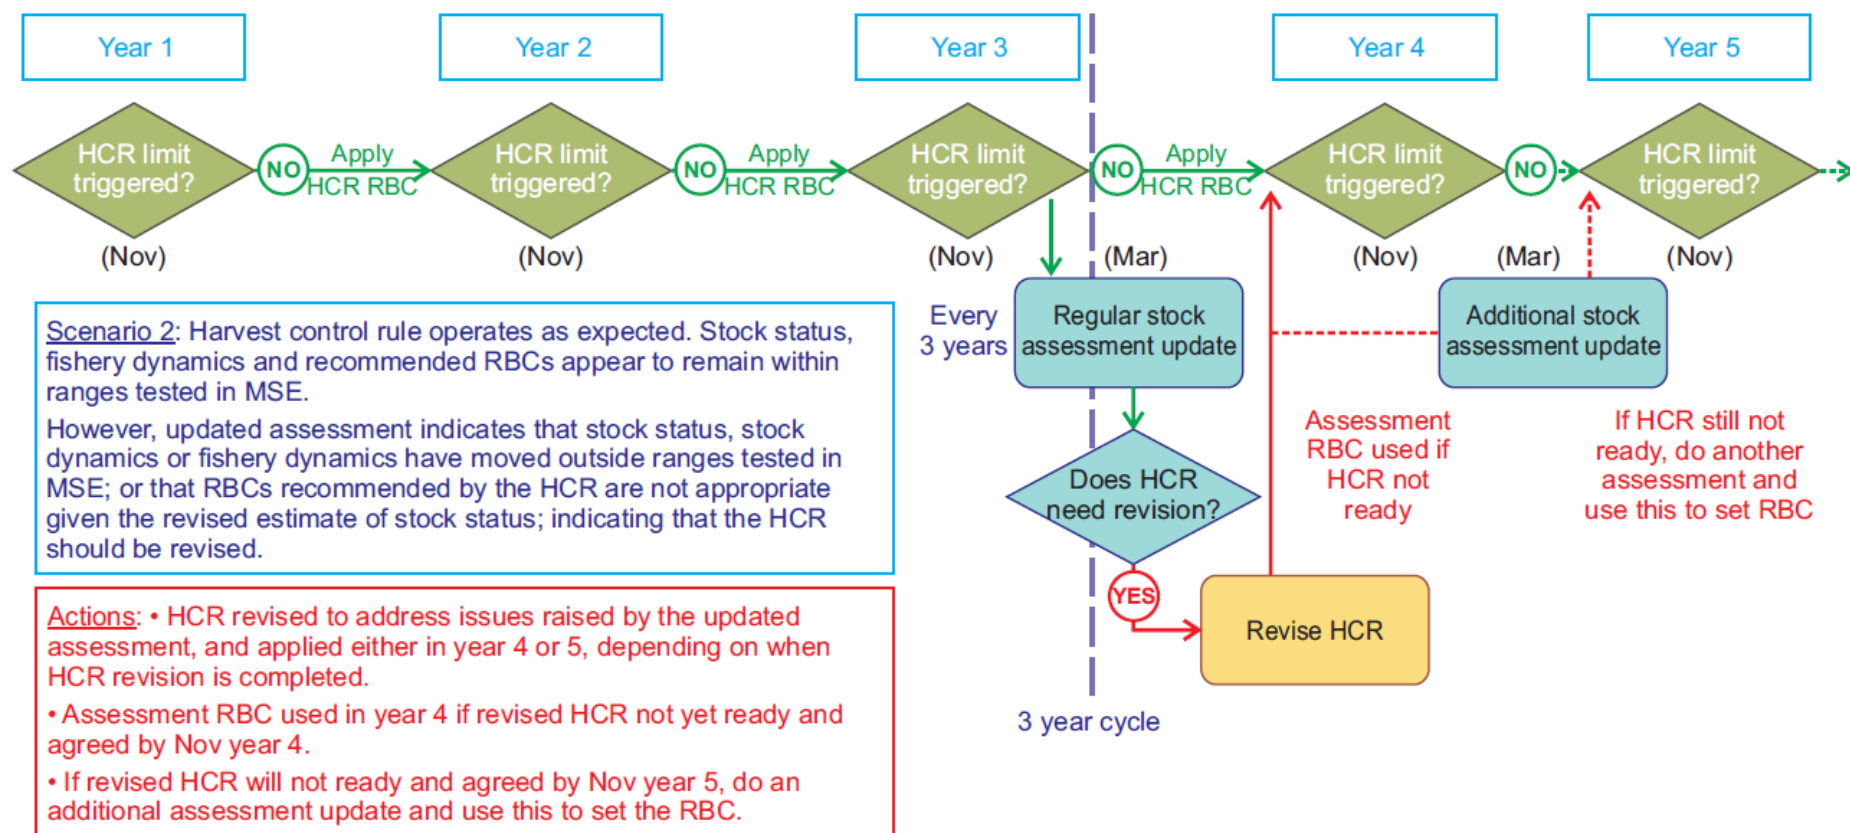 Year 1
Year 2
Year 3
Year 4
Year 5
HCR limit
triggered?
NO
Apply
HCR RBC
HCR limit
triggered?
NO
Apply
HCR RBC
HCR limit
triggered?
NO
Apply
HCR RBC
HCR limit
triggered?
NO
HCR limit
triggered?
(Nov)
(Nov)
(Nov)
(Mar)
(Nov)
(Mar)
(Nov)
Scenario 2: Harvest control rule operates as expected. Stock status,
fishery dynamics and recommended RBCs appear to remain within
ranges tested in MSE.
However, updated assessment indicates that stock status, stock
dynamics or fishery dynamics have moved outside ranges tested in
MSE; or that RBCs recommended by the HCR are not appropriate
given the revised estimate of stock status; indicating that the HCR
should be revised.
Every
3 years
Regular stock
assessment update
Additional stock
assessment update
Does HCR
need revision?
Assessment
RBC used if
HCR not
ready
If HCR still not
ready, do another
assessment and
use this to set RBC
YES
Revise HCR
3 year cycle
Actions: • HCR revised to address issues raised by the updated
assessment, and applied either in year 4 or 5, depending on when
HCR revision is completed.
• Assessment RBC used in year 4 if revised HCR not yet ready and
agreed by Nov year 4.
• If revised HCR will not ready and agreed by Nov year 5, do an
additional assessment update and use this to set the RBC.